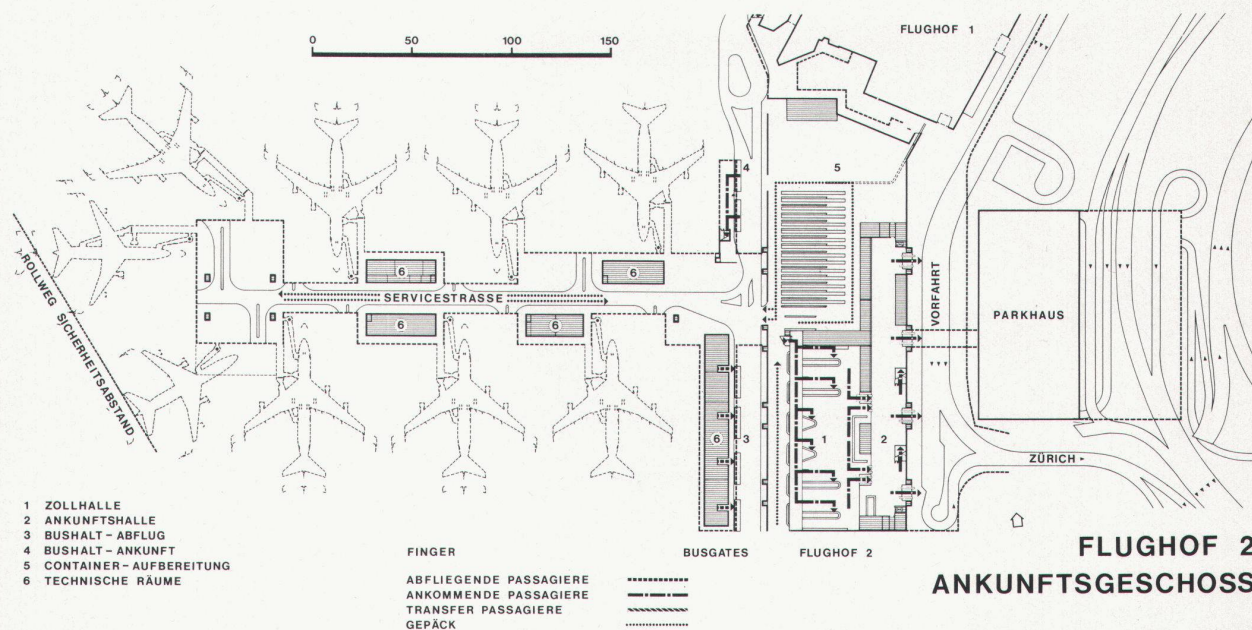 FLUGHOF 1
0 50 100 150
4
5
6
6
SERVICESTRASSE
6
6
ROLLWEG SICHERHEITSABSTAND
VORFAHRT
PARKHAUS
6
3
1
2
ZÜRICH
1 ZOLLHALLE
2 ANKUNFTSHALLE
3 BUSHALT - ABFLUG
4 BUSHALT - ANKUNFT
5 CONTAINER - AUFBEREITUNG
6 TECHNISCHE RÄUME
FINGER
BUSGATES
FLUGHOF 2
ABFLIEGENDE PASSAGIERE
ANKOMMENDE PASSAGIERE
TRANSFER PASSAGIERE
GEPÄCK
FLUGHOF 2
ANKUNFTSGESCHOSS